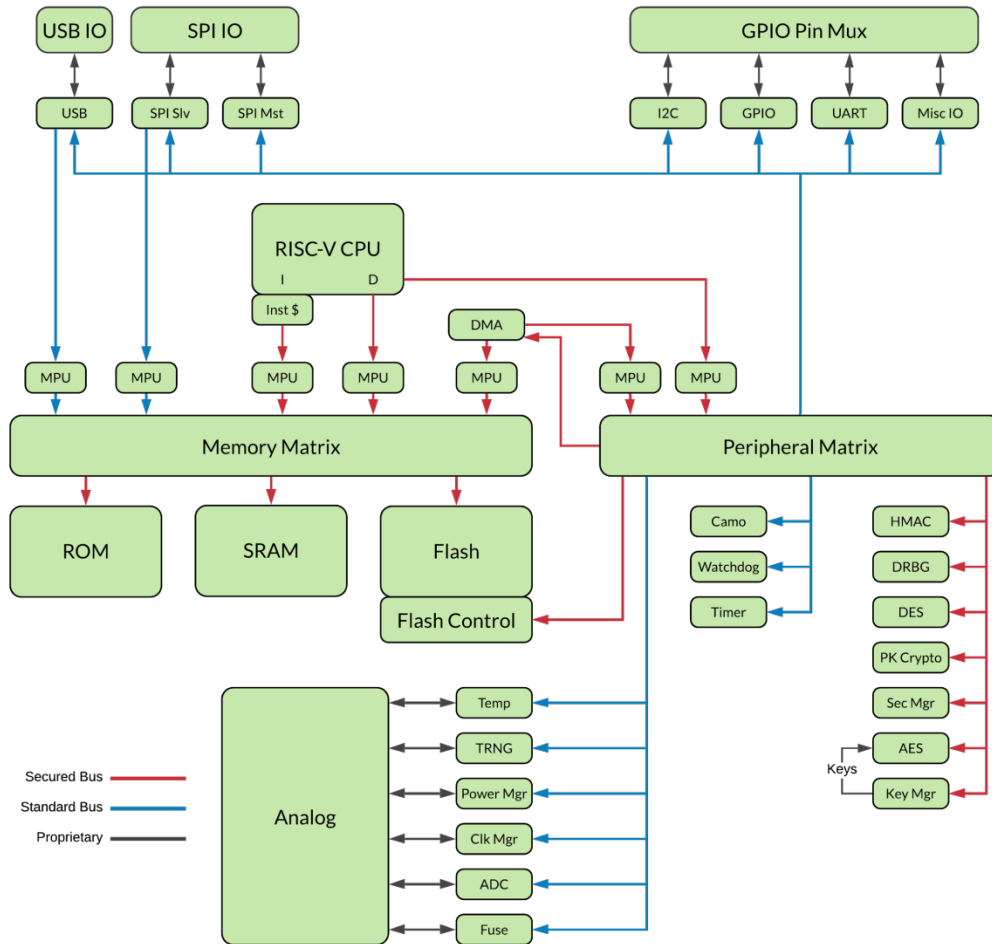 USB IO
SPI IO
GPIO Pin Mux
USB
SPI Slv
SPI Mst
I2C
GPIO
UART
Misc IO
RISC-V CPU
I
D
Inst $
DMA
MPU
MPU
MPU
MPU
MPU
MPU
MPU
Memory Matrix
Peripheral Matrix
ROM
SRAM
Flash
Flash Control
Camo
Watchdog
Timer
HMAC
DRBG
DES
PK Crypto
Sec Mgr
AES
Keys
Key Mgr
Analog
Temp
TRNG
Power Mgr
Clk Mgr
ADC
Fuse
Secured Bus
Standard Bus
Proprietary